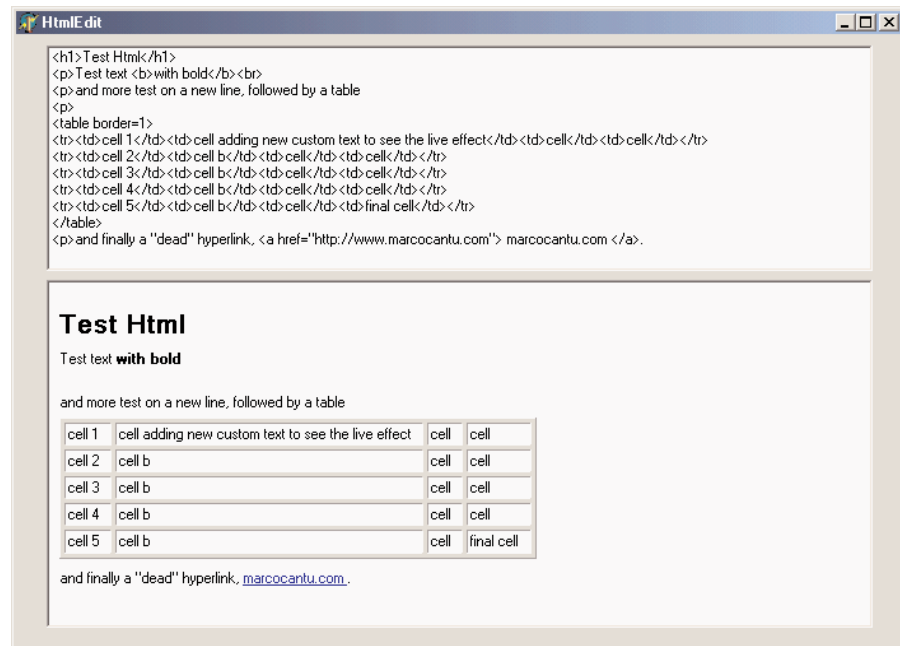 HtmlEdit
<h1>Test Html</h1>
<p>Test text <b>with bold</b><br>
<p>and more test on a new line, followed by a table
<p>
<table border=1>
<tr><td>cell 1</td><td>cell adding new custom text to see the live effect</td><td>cell</td><td>cell</td></tr>
<tr><td>cell 2</td><td>cell b</td><td>cell</td><td>cell</td></tr>
<tr><td>cell 3</td><td>cell b</td><td>cell</td><td>cell</td></tr>
<tr><td>cell 4</td><td>cell b</td><td>cell</td><td>cell</td></tr>
<tr><td>cell 5</td><td>cell b</td><td>cell</td><td>final cell</td></tr>
</table>
<p>and finally a "dead" hyperlink, <a href="http://www.marcocantu.com"> marcocantu.com </a>.
Test Html
Test text with bold
and more test on a new line, followed by a table
cell 1 cell adding new custom text to see the live effect cell cell
cell 2 cell b cell cell
cell 3 cell b cell cell
cell 4 cell b cell cell
cell 5 cell b cell final cell
and finally a "dead" hyperlink, marcocantu.com .